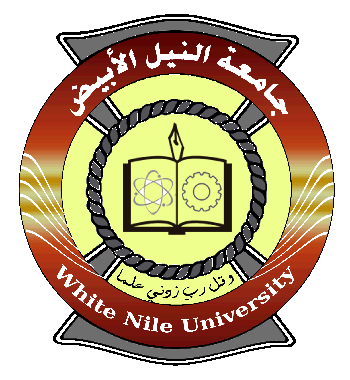 جامعة النيل الأبيض
وقل رب زدني علما
White Nile University